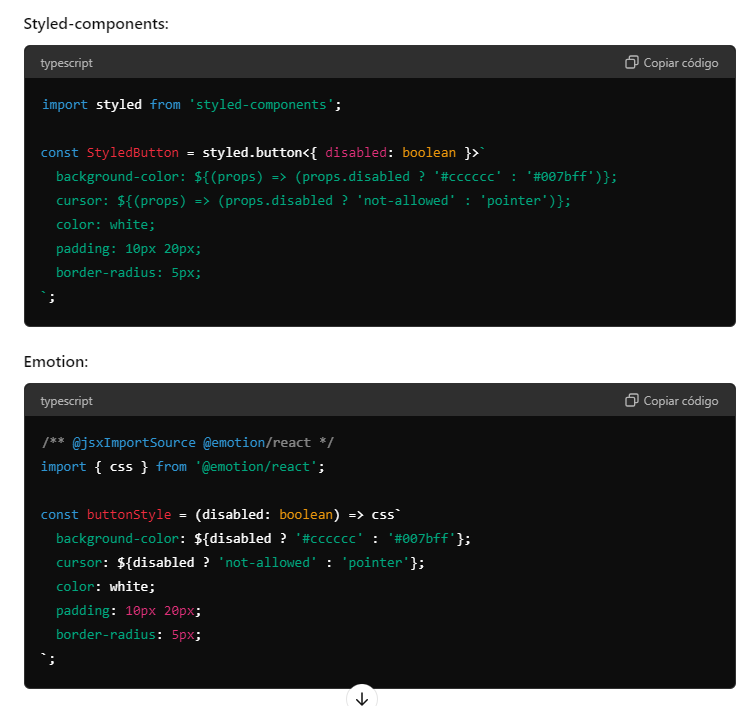 Styled-components:
typescript
Copiar código
import styled from 'styled-components';
const StyledButton = styled.button<{ disabled: boolean }>`
  background-color: ${(props) => (props.disabled ? '#cccccc' : '#007bff')};
  cursor: ${(props) => (props.disabled ? 'not-allowed' : 'pointer')};
  color: white;
  padding: 10px 20px;
  border-radius: 5px;
`;
Emotion:
typescript
Copiar código
/** @jsxImportSource @emotion/react */
import { css } from '@emotion/react';
const buttonStyle = (disabled: boolean) => css`
  background-color: ${disabled ? '#cccccc' : '#007bff'};
  cursor: ${disabled ? 'not-allowed' : 'pointer'};
  color: white;
  padding: 10px 20px;
  border-radius: 5px;
`;